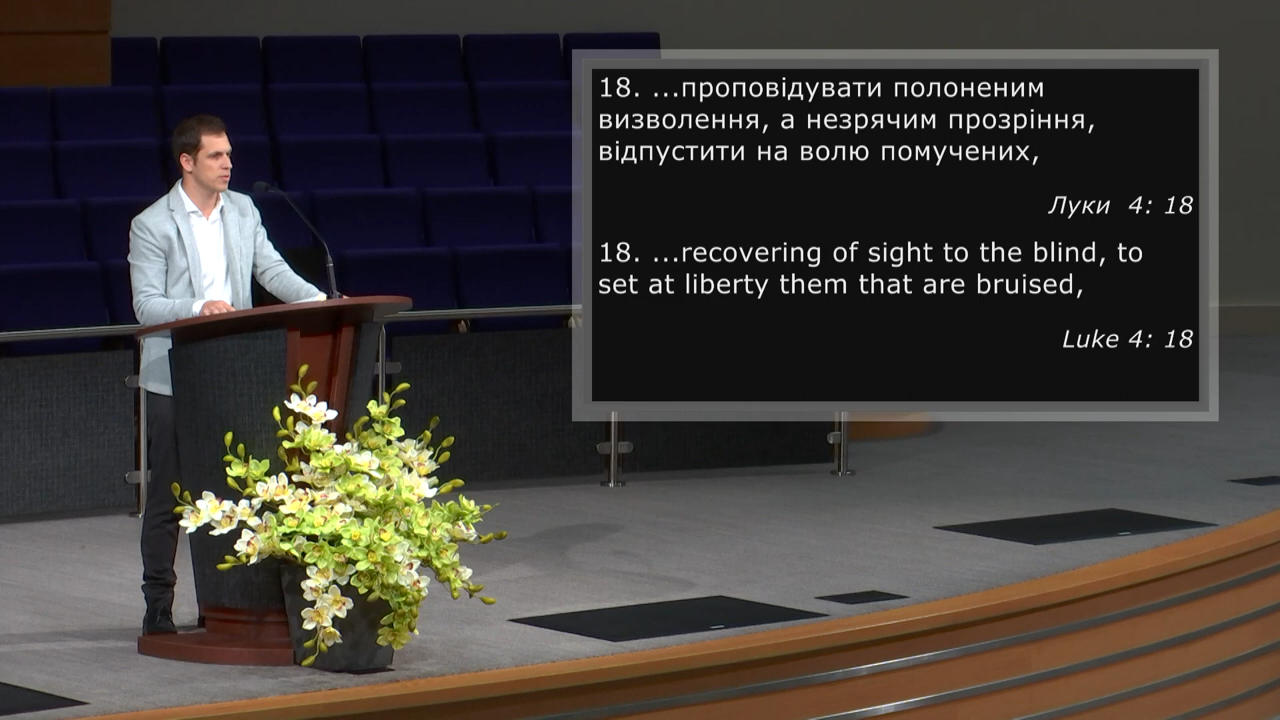 18. ...проповідувати полоненим
визволення, а незрячим прозріння,
відпустити на волю помучених,
Луки 4: 18
18. ...recovering of sight to the blind, to
set at liberty them that are bruised,
Luke 4: 18